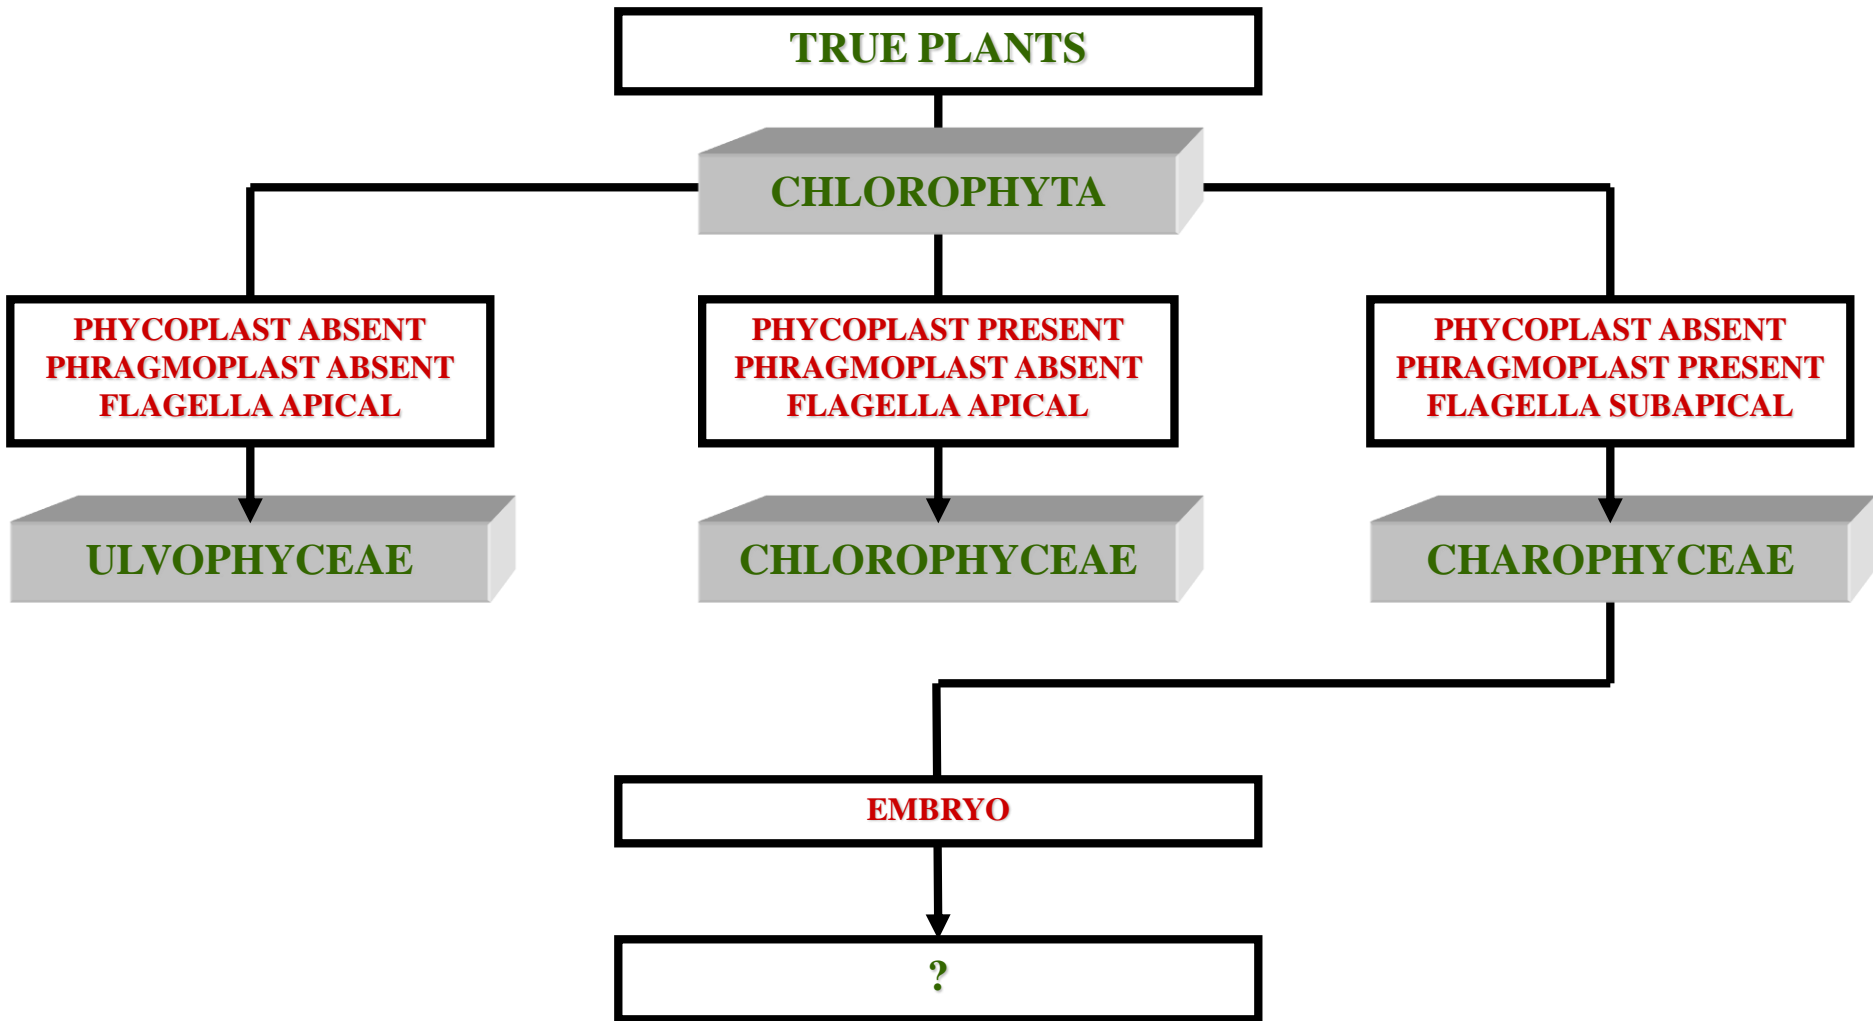 TRUE PLANTS
CHLOROPHYTA
PHYCOPLAST ABSENT
PHRAGMOPLAST ABSENT
FLAGELLA APICAL
PHYCOPLAST PRESENT
PHRAGMOPLAST ABSENT
FLAGELLA APICAL
PHYCOPLAST ABSENT
PHRAGMOPLAST PRESENT
FLAGELLA SUBAPICAL
ULVOPHYCEAE
CHLOROPHYCEAE
CHAROPHYCEAE
EMBRYO
?